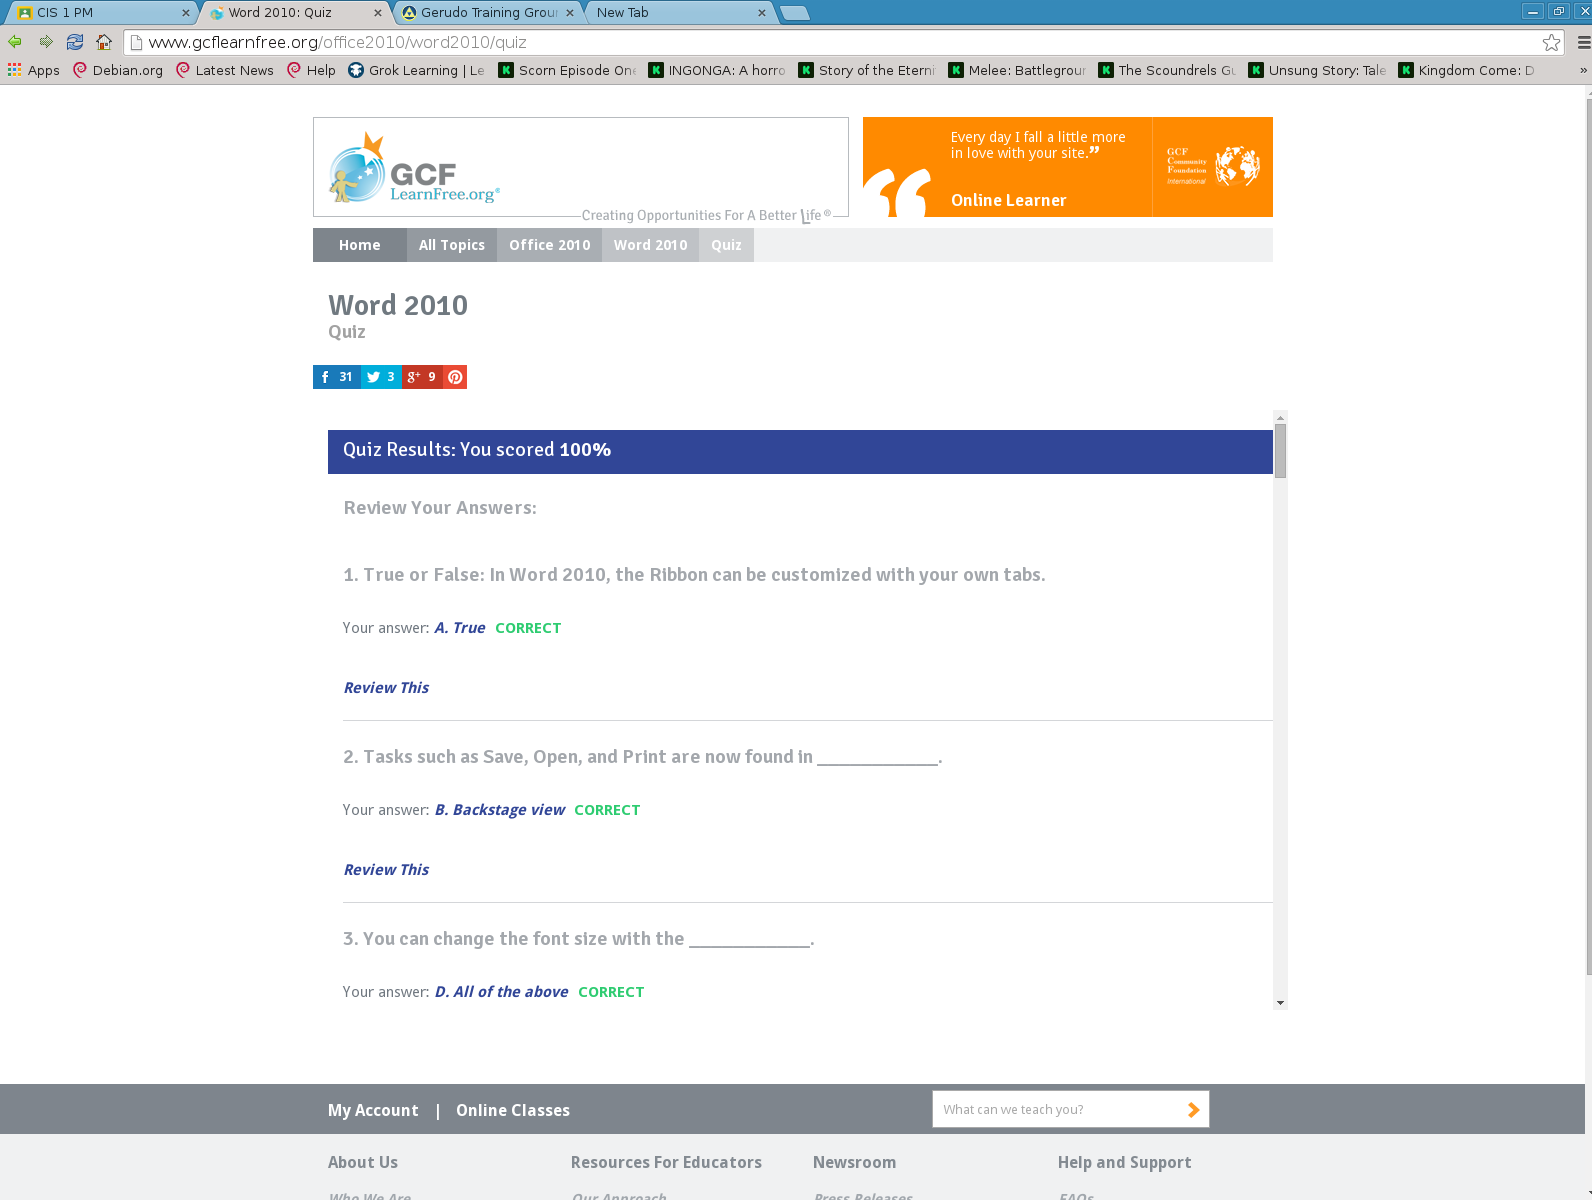 CIS 1 PM
Word 2010: Quiz
Gerudo Training Groun
New Tab
www.gcflearnfree.org/office2010/word2010/quiz
Apps
Debian.org
Latest News
Help
Grok Learning | Le
Scorn Episode One
INGONGA: A horro
Story of the Eterni
Melee: Battlegroun
The Scoundrels Gu
Unsung Story: Tale
Kingdom Come: D
»
GCF
LearnFree.org®
Creating Opportunities For A Better Life®
Every day I fall a little more
in love with your site.”
Online Learner
GCF
Community
Foundation
International
Home
All Topics
Office 2010
Word 2010
Quiz
Word 2010
Quiz
31
3
g+ 9
Quiz Results: You scored 100%
Review Your Answers:
1. True or False: In Word 2010, the Ribbon can be customized with your own tabs.
Your answer: A. True CORRECT
Review This
2. Tasks such as Save, Open, and Print are now found in ____________.
Your answer: B. Backstage view CORRECT
Review This
3. You can change the font size with the ____________.
Your answer: D. All of the above CORRECT
My Account | Online Classes
What can we teach you?
About Us
Resources For Educators
Newsroom
Help and Support
Who We Are
Our Approach
Press Releases
FAQs